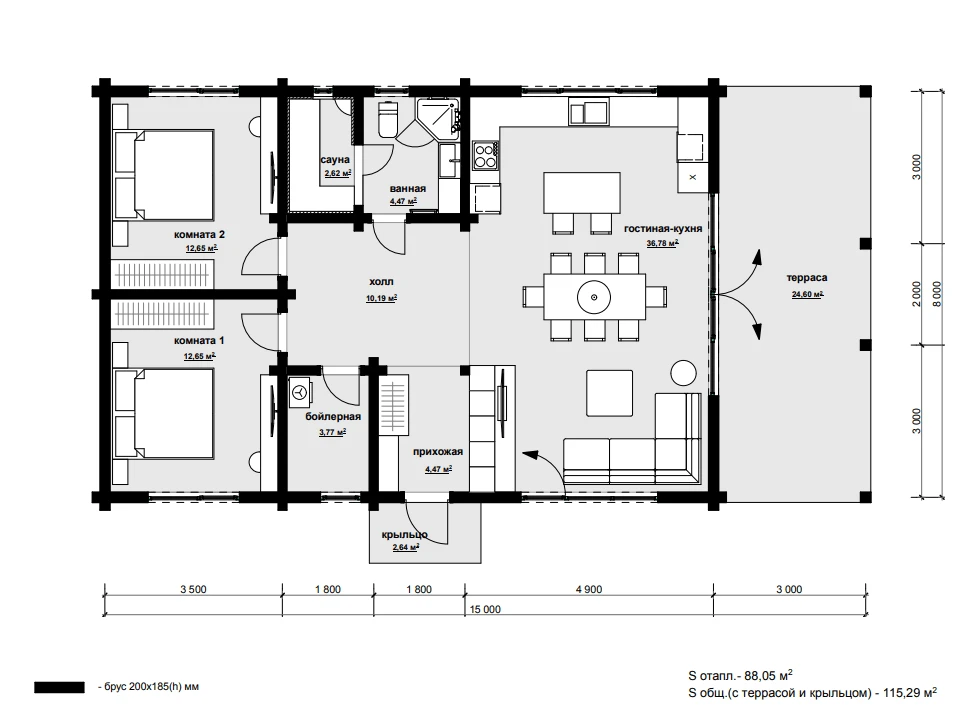 сауна
2,62 м²
ванная
4,47 м²
x
комната 2
12,65 м²
гостиная-кухня
36,78 м²
холл
10,19 м²
терраса
24,60 м²
комната 1
12,65 м²
бойлерная
3,77 м²
прихожая
4,47 м²
крыльцо
2,64 м²
3 000
2 000
3 000
8 000
3 500
1 800
1 800
4 900
3 000
15 000
- брус 200х185(h) мм
S отапл.- 88,05 м²
S общ.(с террасой и крыльцом) - 115,29 м²